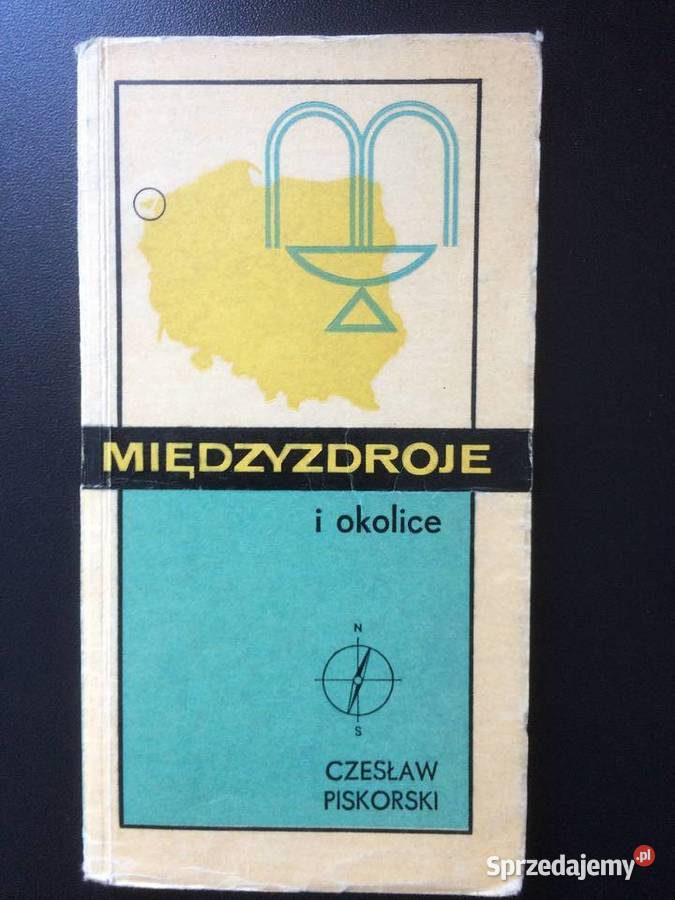 MIĘDZYZDROJE
i okolice
N
S
CZESŁAW
PISKORSKI
Sprzedajemy.pl